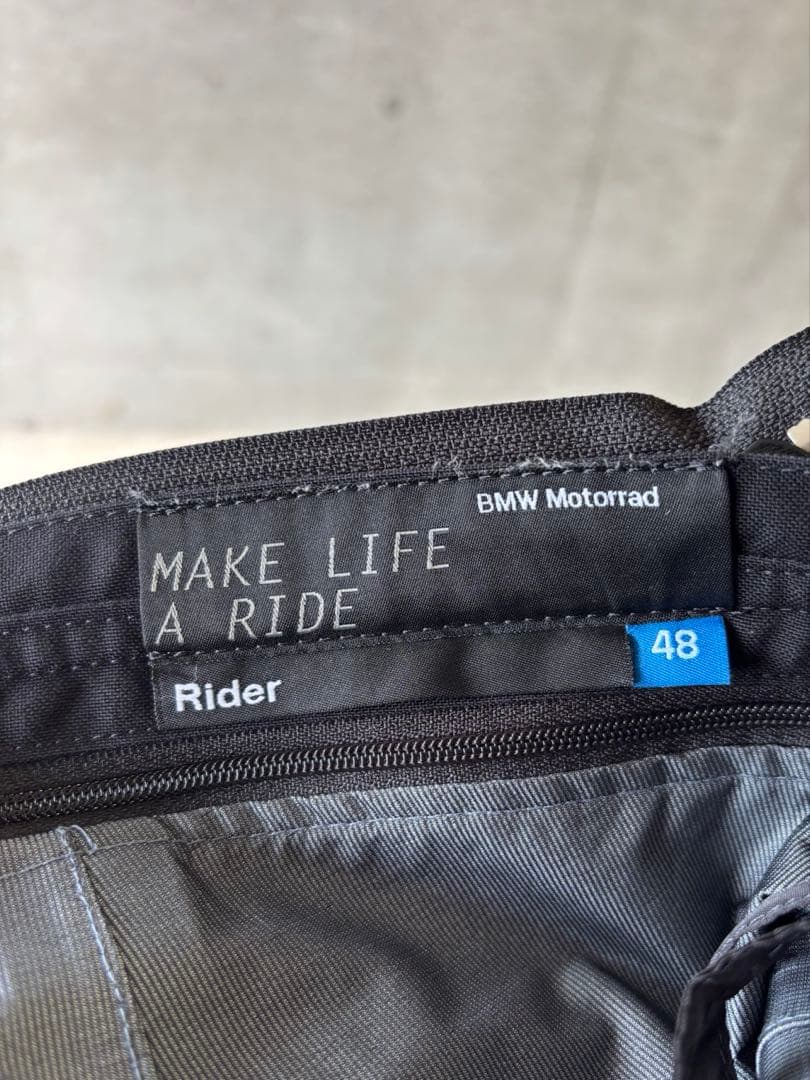 BMW Motorrad
MAKE LIFE
A RIDE
Rider
48